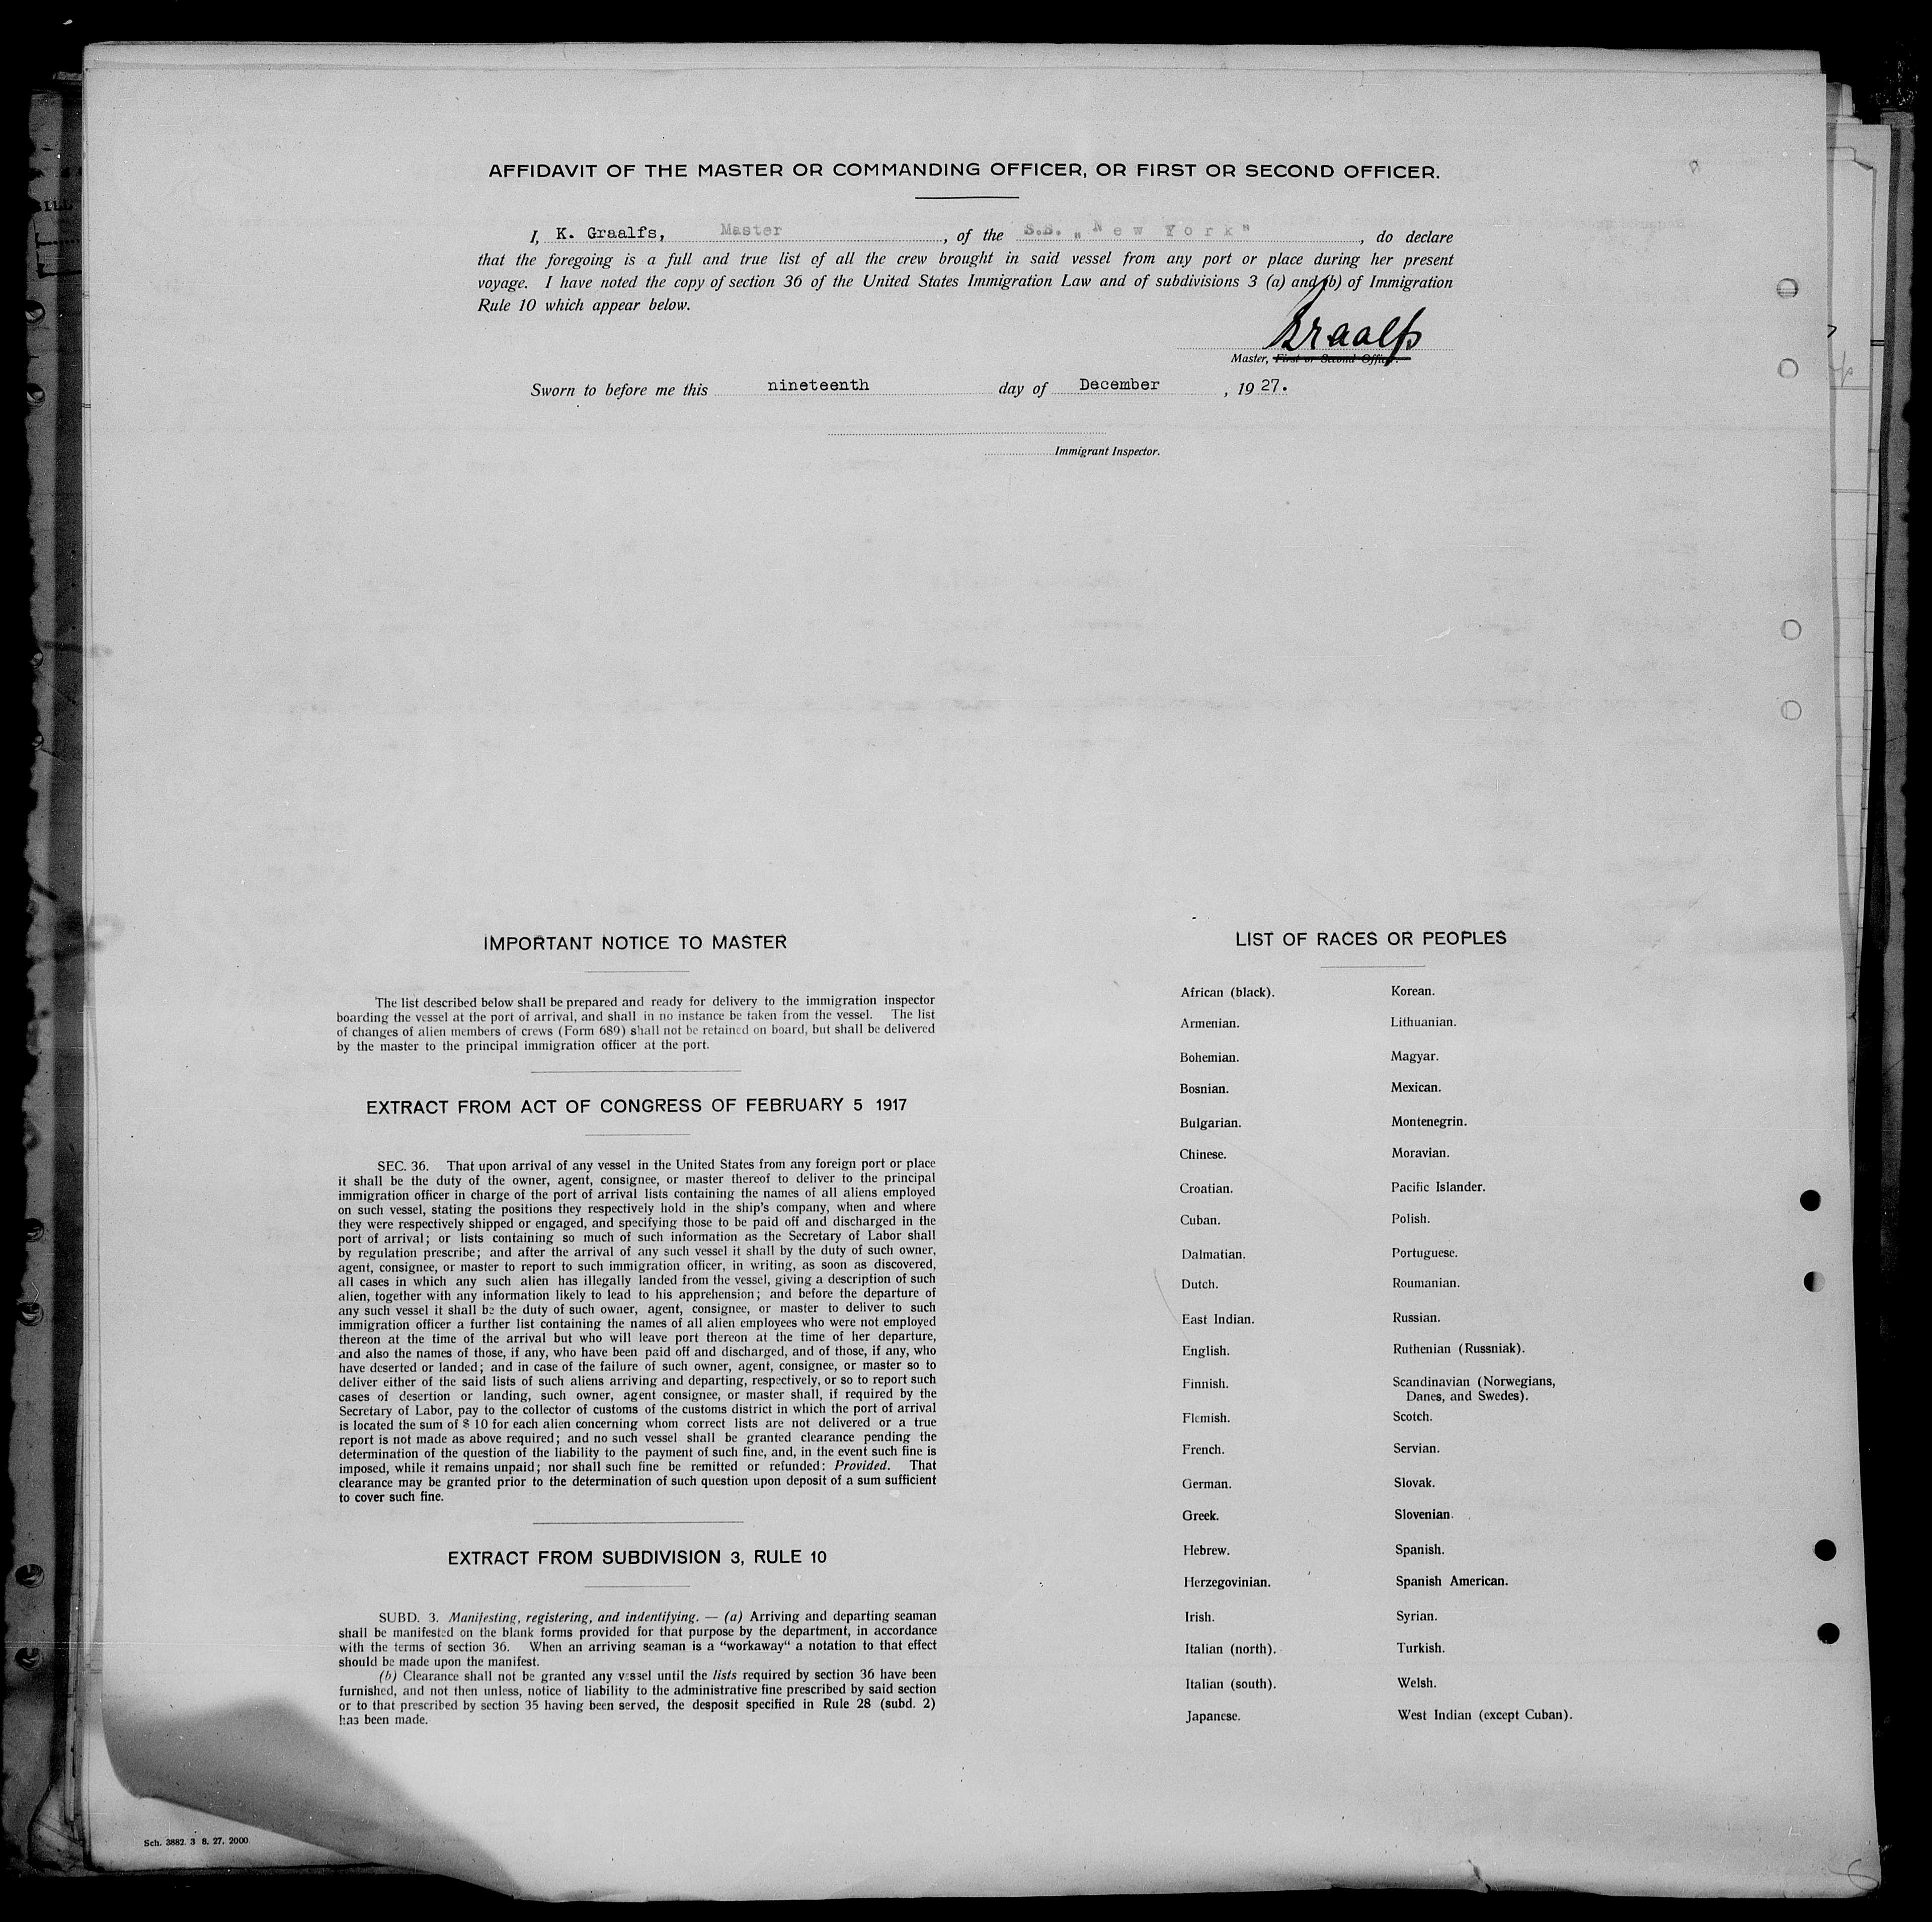 AFFIDAVIT OF THE MASTER OR COMMANDING OFFICER, OR FIRST OR SECOND OFFICER.
I, K. Graalfs, Master, of the S.S. „New York", do declare
that the foregoing is a full and true list of all the crew brought in said vessel from any port or place during her present
voyage. I have noted the copy of section 36 of the United States Immigration Law and of subdivisions 3 (a) and (b) of Immigration
Rule 10 which appear below.
Graalfs
Master, First or Second Officer.
Sworn to before me this nineteenth day of December, 1927.
Immigrant Inspector.
IMPORTANT NOTICE TO MASTER
The list described below shall be prepared and ready for delivery to the immigration inspector
boarding the vessel at the port of arrival, and shall in no instance be taken from the vessel. The list
of changes of alien members of crews (Form 689) shall not be retained on board, but shall be delivered
by the master to the principal immigration officer at the port.
EXTRACT FROM ACT OF CONGRESS OF FEBRUARY 5 1917
SEC. 36. That upon arrival of any vessel in the United States from any foreign port or place
it shall be the duty of the owner, agent, consignee, or master thereof to deliver to the principal
immigration officer in charge of the port of arrival lists containing the names of all aliens employed
on such vessel, stating the positions they respectively hold in the ship's company, when and where
they were respectively shipped or engaged, and specifying those to be paid off and discharged in the
port of arrival; or lists containing so much of such information as the Secretary of Labor shall
by regulation prescribe; and after the arrival of any such vessel it shall by the duty of such owner,
agent, consignee, or master to report to such immigration officer, in writing, as soon as discovered,
all cases in which any such alien has illegally landed from the vessel, giving a description of such
alien, together with any information likely to lead to his apprehension; and before the departure of
any such vessel it shall be the duty of such owner, agent, consignee, or master to deliver to such
immigration officer a further list containing the names of all alien employees who were not employed
thereon at the time of the arrival but who will leave port thereon at the time of her departure,
and also the names of those, if any, who have been paid off and discharged, and of those, if any, who
have deserted or landed; and in case of the failure of such owner, agent, consignee, or master so to
deliver either of the said lists of such aliens arriving and departing, respectively, or so to report such
cases of desertion or landing, such owner, agent consignee, or master shall, if required by the
Secretary of Labor, pay to the collector of customs of the customs district in which the port of arrival
is located the sum of $ 10 for each alien concerning whom correct lists are not delivered or a true
report is not made as above required; and no such vessel shall be granted clearance pending the
determination of the question of the liability to the payment of such fine, and, in the event such fine is
imposed, while it remains unpaid; nor shall such fine be remitted or refunded: Provided. That
clearance may be granted prior to the determination of such question upon deposit of a sum sufficient
to cover such fine.
EXTRACT FROM SUBDIVISION 3, RULE 10
SUBD. 3. Manifesting, registering, and indentifying. — (a) Arriving and departing seaman
shall be manifested on the blank forms provided for that purpose by the department, in accordance
with the terms of section 36. When an arriving seaman is a "workaway" a notation to that effect
should be made upon the manifest.
(b) Clearance shall not be granted any vessel until the lists required by section 36 have been
furnished, and not then unless, notice of liability to the administrative fine prescribed by said section
or to that prescribed by section 35 having been served, the desposit specified in Rule 28 (subd. 2)
has been made.
Sch. 3882. 3 8. 27. 2000
LIST OF RACES OR PEOPLES
African (black).
Armenian.
Bohemian.
Bosnian.
Bulgarian.
Chinese.
Croatian.
Cuban.
Dalmatian.
Dutch.
East Indian.
English.
Finnish.
Flemish.
French.
German.
Greek.
Hebrew.
Herzegovinian.
Irish.
Italian (north).
Italian (south).
Japanese.
Korean.
Lithuanian.
Magyar.
Mexican.
Montenegrin.
Moravian.
Pacific Islander.
Polish.
Portuguese.
Roumanian.
Russian.
Ruthenian (Russniak).
Scandinavian (Norwegians,
Danes, and Swedes).
Scotch.
Servian.
Slovak.
Slovenian.
Spanish.
Spanish American.
Syrian.
Turkish.
Welsh.
West Indian (except Cuban).